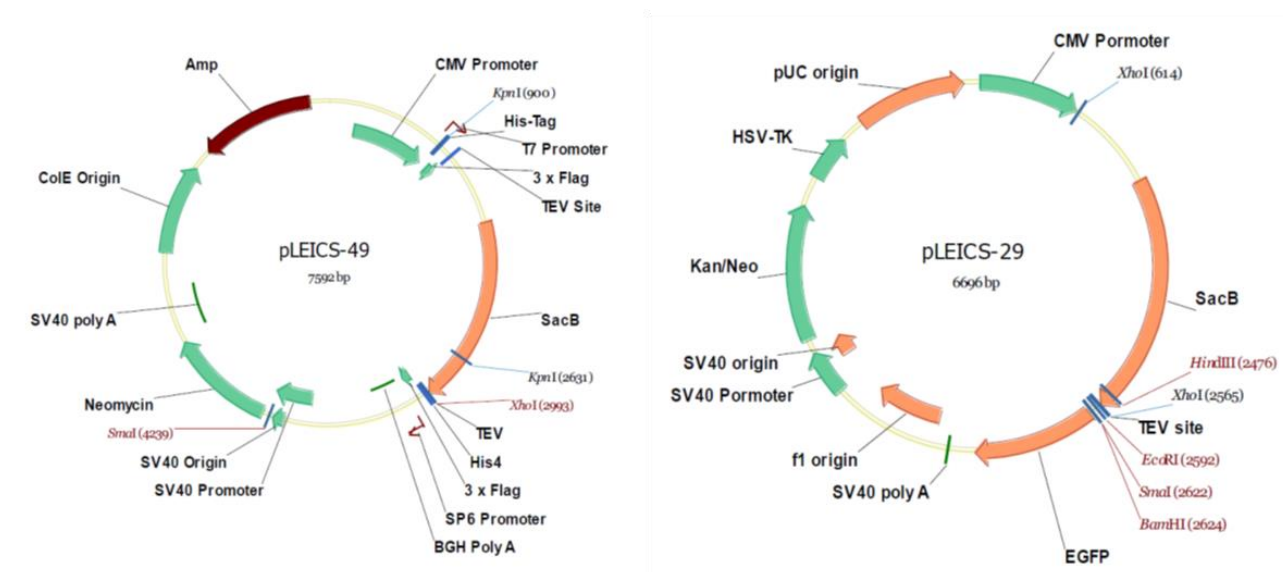 Amp
CMV Promoter
KpnI (900)
His-Tag
T7 Promoter
3 x Flag
TEV Site
ColE Origin
pLEICS-49
7592 bp
SV40 poly A
SacB
KpnI (2631)
Neomycin
XhoI (2993)
SmaI (4239)
TEV
SV40 Origin
His4
SV40 Promoter
3 x Flag
SP6 Promoter
BGH Poly A
CMV Pormoter
pUC origin
XhoI (614)
HSV-TK
pLEICS-29
6696 bp
Kan/Neo
SacB
SV40 origin
HindIII (2476)
SV40 Pormoter
XhoI (2565)
TEV site
f1 origin
EcoRI (2592)
SV40 poly A
SmaI (2622)
BamHI (2624)
EGFP